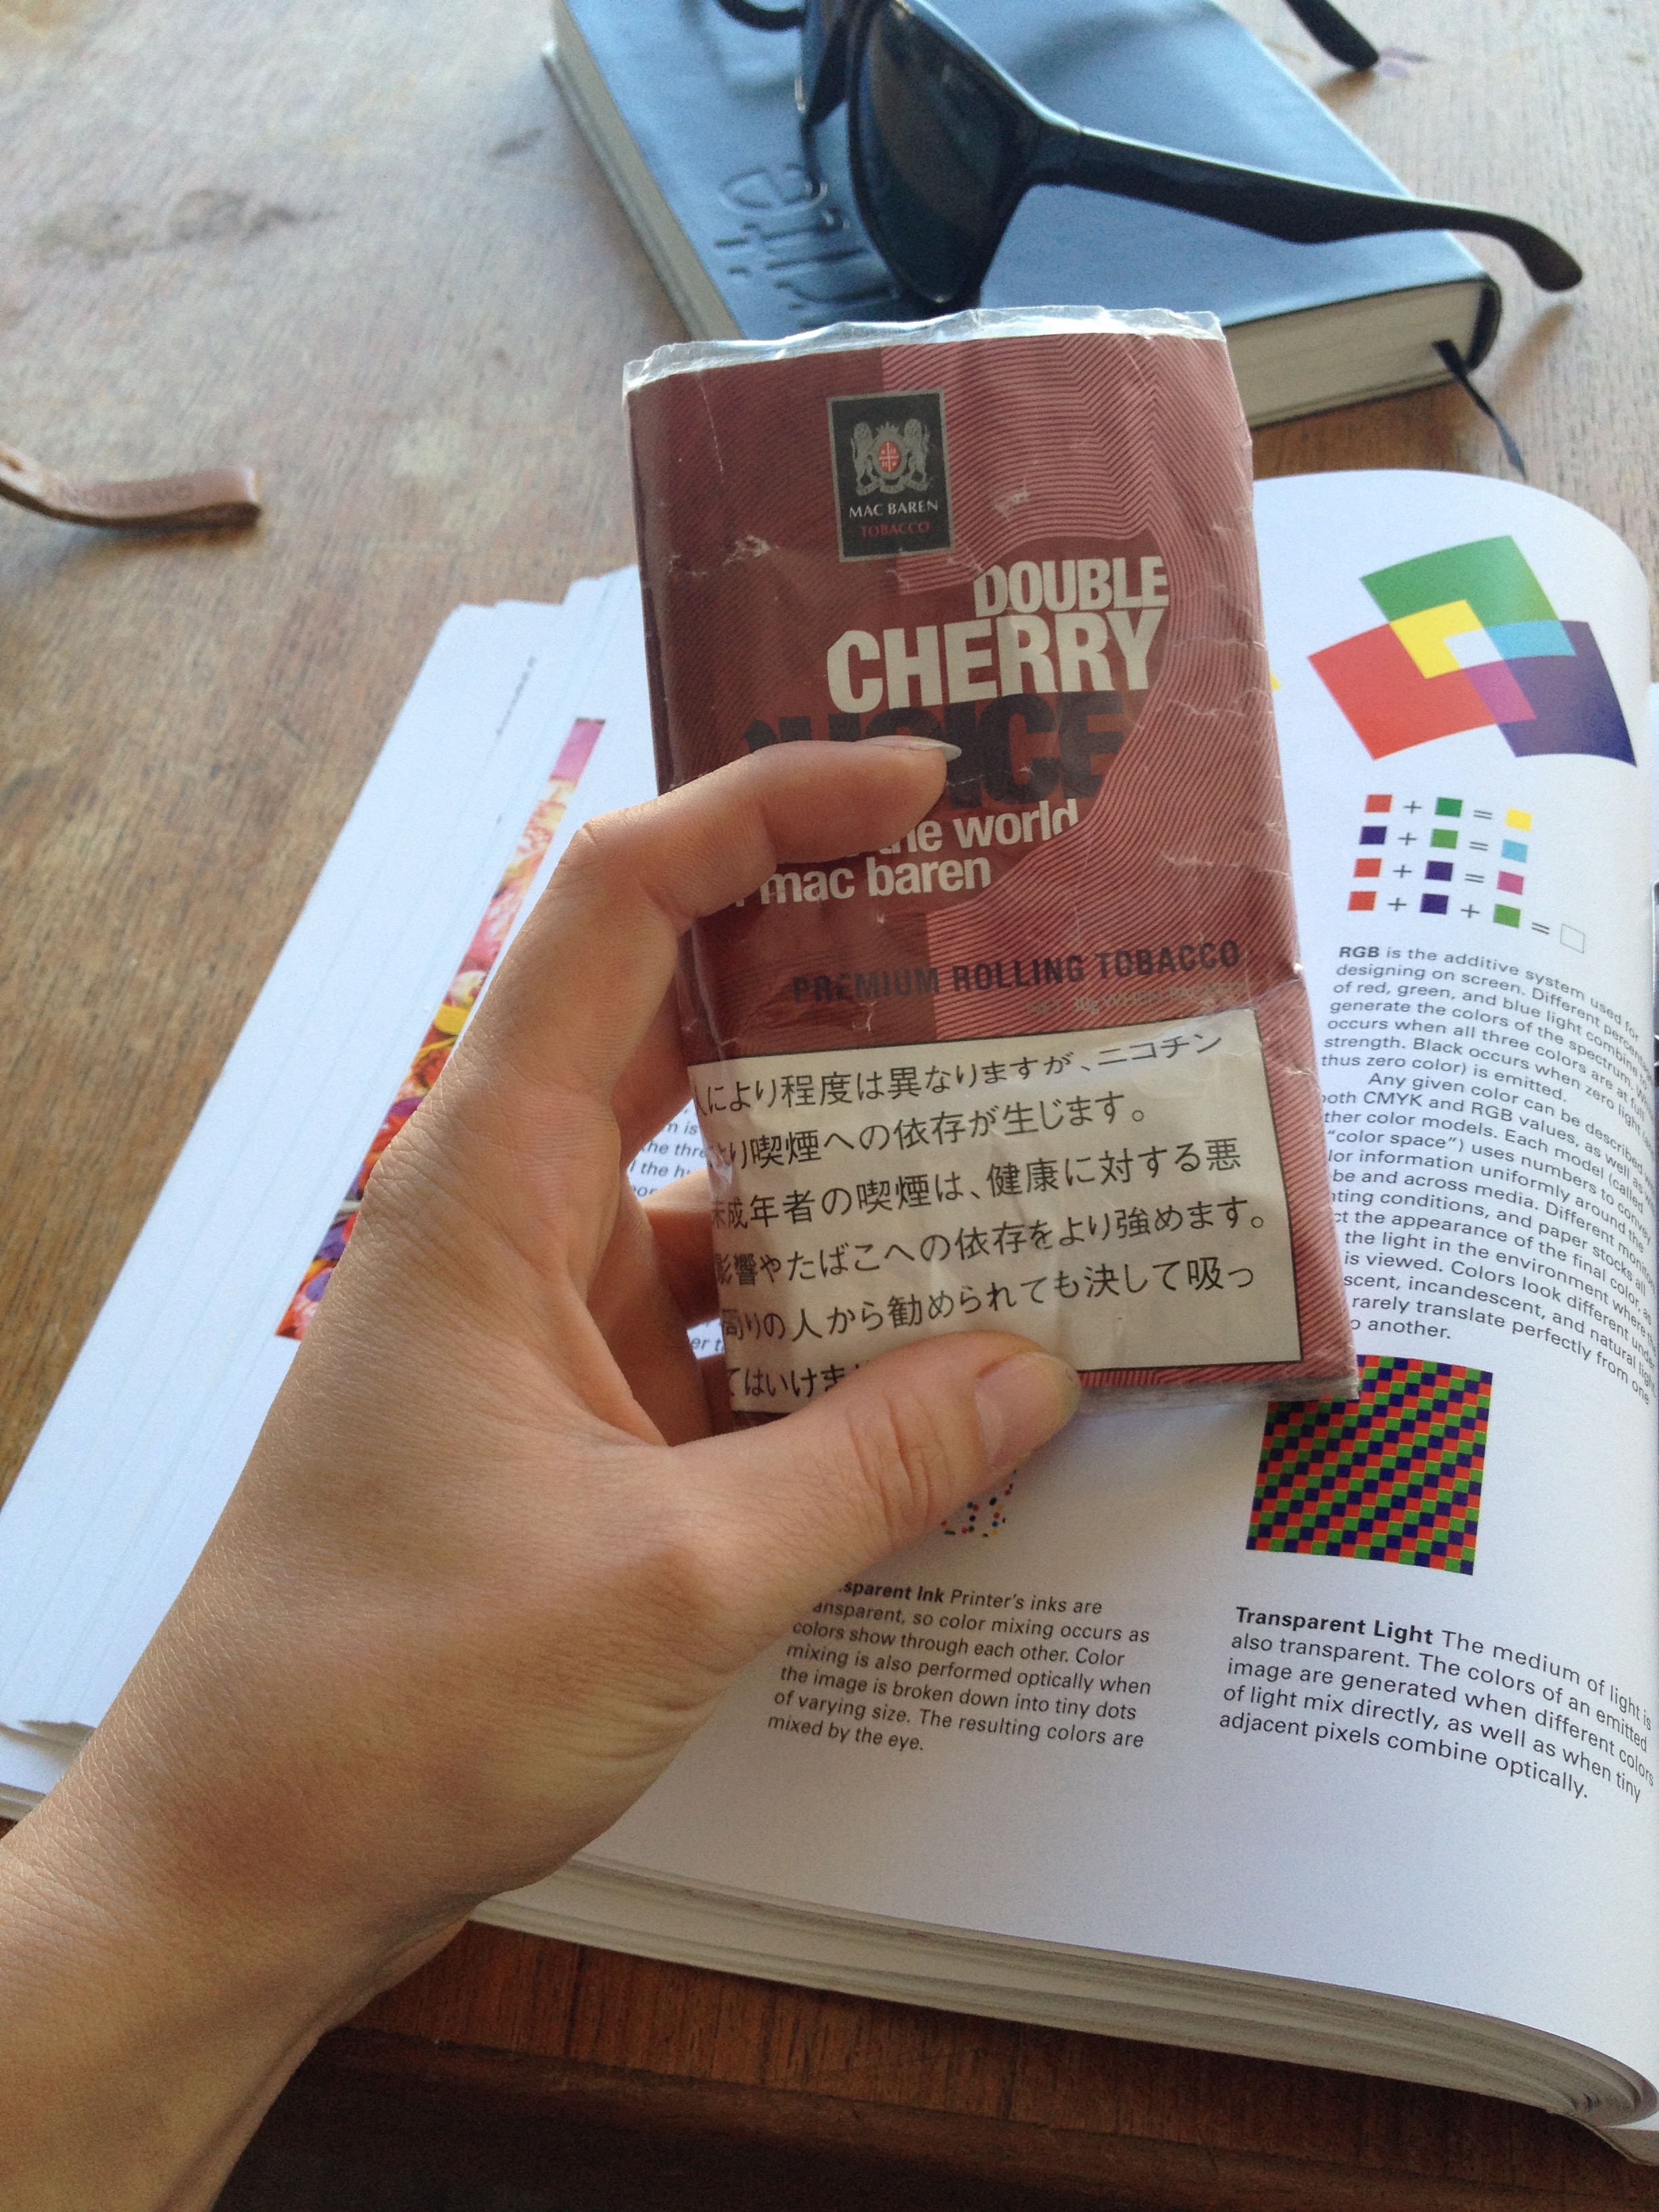 MAC BAREN
TOBACCO
DOUBLE
CHERRY
the world
mac baren
PREMIUM ROLLING TOBACCO
人により程度は異なりますが、ニコチン
より喫煙への依存が生じます。
未成年者の喫煙は、健康に対する悪
影響やたばこへの依存をより強めます。
周りの人から勧められても決して吸っ
てはいけま
RGB is the additive system used for
designing on screen. Different
of red, green, and blue light combine to
generate the colors of the spectrum.
occurs when all three colors are at full
strength. Black occurs when zero light
thus zero color) is emitted.
Any given color can be described
both CMYK and RGB values, as well as
other color models. Each model (called
"color space") uses numbers to convey
color information uniformly around the
and across media. Different
conditions, and paper stocks all
the appearance of the final color, as
the light in the environment where
is viewed. Colors look different under
incandescent, and natural light,
rarely translate perfectly from one
another.
Ink Printer's inks are
transparent, so color mixing occurs as
colors show through each other. Color
mixing is also performed optically when
the image is broken down into tiny dots
of varying size. The resulting colors are
mixed by the eye.
Transparent Light The medium of light is
also transparent. The colors of an emitted
image are generated when different colors
of light mix directly, as well as when tiny
adjacent pixels combine optically.